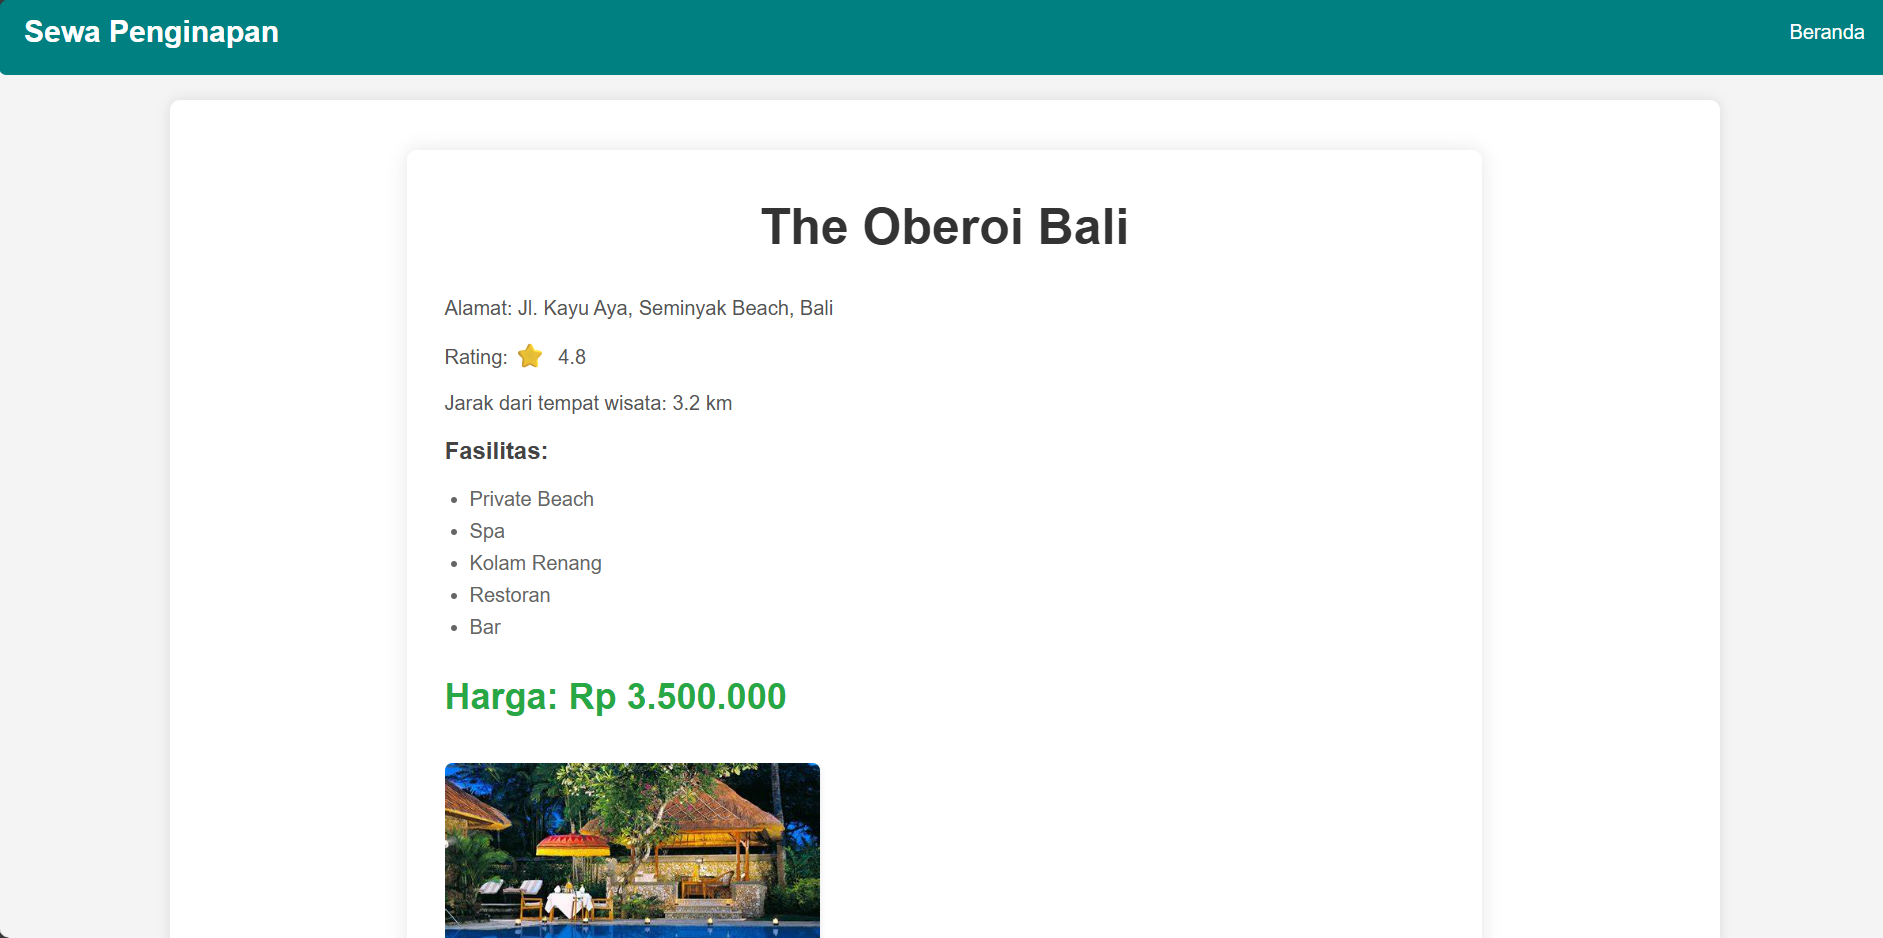 Sewa Penginapan
Beranda
The Oberoi Bali
Alamat: Jl. Kayu Aya, Seminyak Beach, Bali
Rating: ⭐ 4.8
Jarak dari tempat wisata: 3.2 km
Fasilitas:
• Private Beach
• Spa
• Kolam Renang
• Restoran
• Bar
Harga: Rp 3.500.000